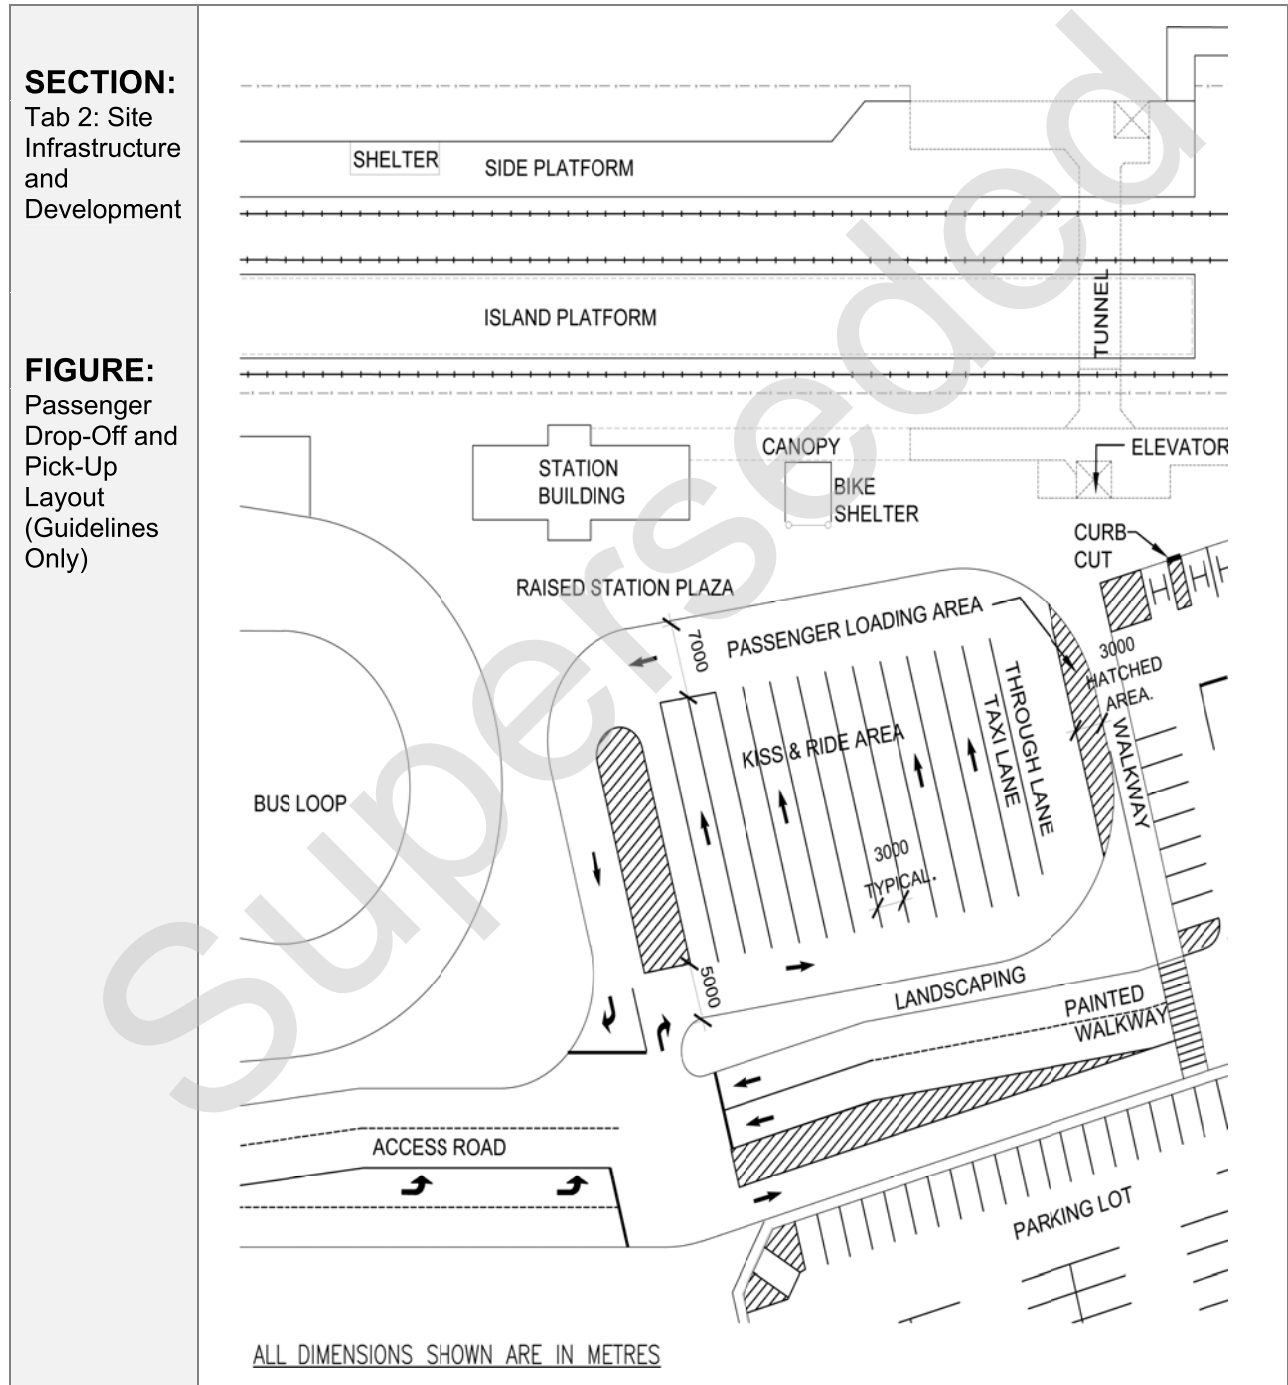 SECTION:
Tab 2: Site
Infrastructure
and
Development
FIGURE:
Passenger
Drop-Off and
Pick-Up
Layout
(Guidelines
Only)
Superseded
SHELTER
SIDE PLATFORM
ISLAND PLATFORM
TUNNEL
STATION
BUILDING
CANOPY
BIKE
SHELTER
ELEVATOR
CURB
CUT
RAISED STATION PLAZA
7000
PASSENGER LOADING AREA
3000
HATCHED
AREA.
KISS & RIDE AREA
THROUGH LANE
TAXI LANE
WALKWAY
BUS LOOP
3000
TYPICAL.
5000
LANDSCAPING
PAINTED
WALKWAY
ACCESS ROAD
PARKING LOT
ALL DIMENSIONS SHOWN ARE IN METRES